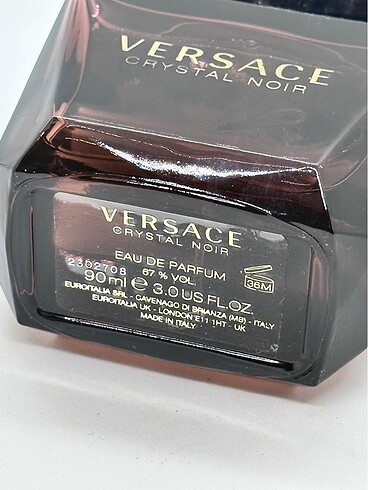 VERSACE
CRYSTAL NOIR
VERSACE
CRYSTAL NOIR
EAU DE PARFUM
2302708 87 % VOL.
36M
90 ml e 3.0 US FL.OZ.
EUROITALIA SRL - CAVENAGO DI BRIANZA (MB) - ITALY
EUROITALIA UK - LONDON E11 1HT - UK
MADE IN ITALY